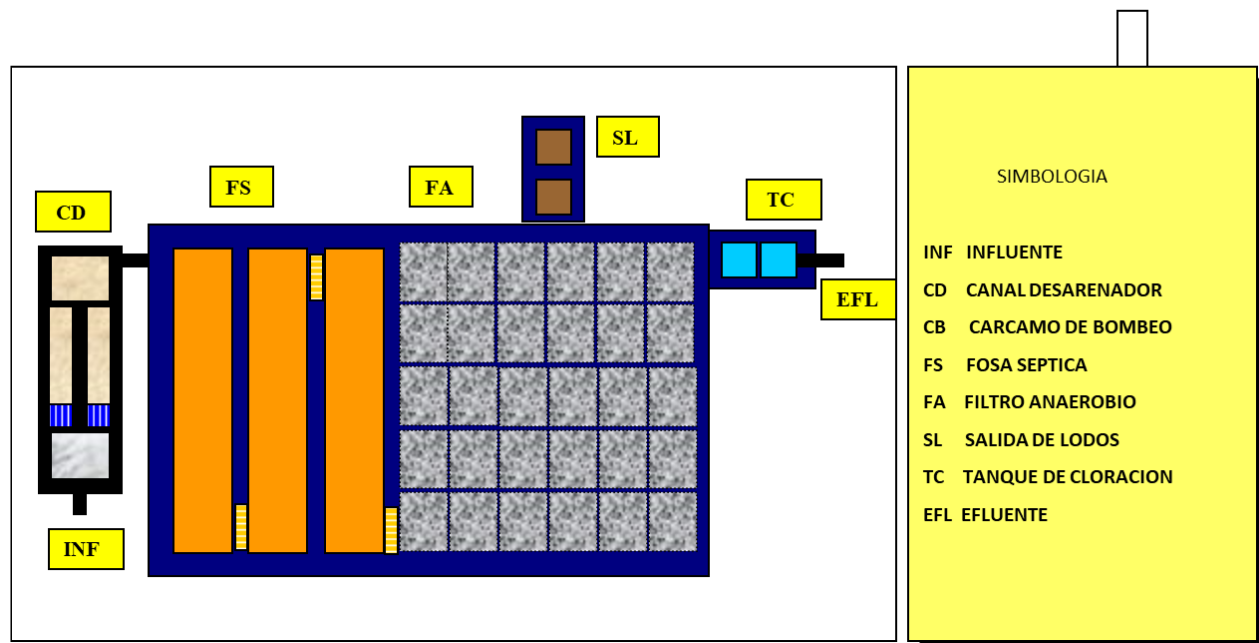 SL
FS
FA
CD
TC
EFL
INF
SIMBOLOGIA
INF INFLUENTE
CD CANAL DESARENADOR
CB CARCAMO DE BOMBEO
FS FOSA SEPTICA
FA FILTRO ANAEROBIO
SL SALIDA DE LODOS
TC TANQUE DE CLORACION
EFL EFLUENTE